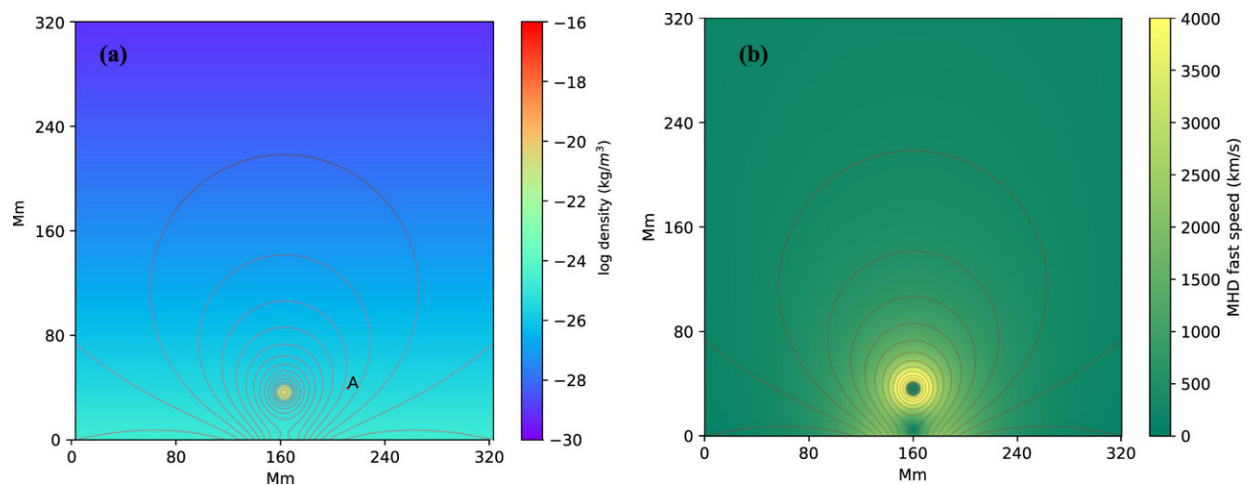 (a)
320
240
160
80
0
Mm
0 80 160 240 320
Mm
A
−16
−18
−20
−22
−24
−26
−28
−30
log density (kg/m³)
(b)
320
240
160
80
0
Mm
0 80 160 240 320
Mm
4000
3500
3000
2500
2000
1500
1000
500
0
MHD fast speed (km/s)